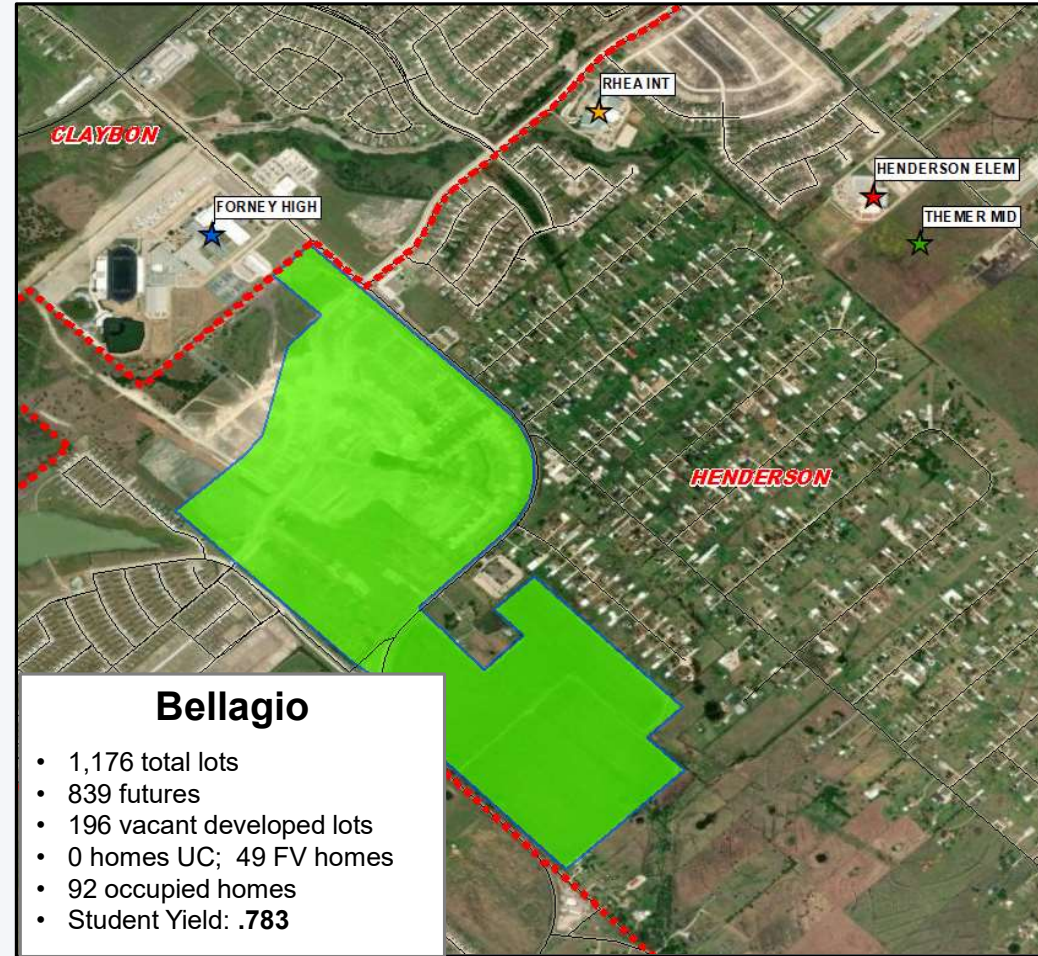 RHEA INT
CLAYBON
HENDERSON ELEM
FORNEY HIGH
THEMER MID
HENDERSON
Bellagio
• 1,176 total lots
• 839 futures
• 196 vacant developed lots
• 0 homes UC; 49 FV homes
• 92 occupied homes
• Student Yield: .783